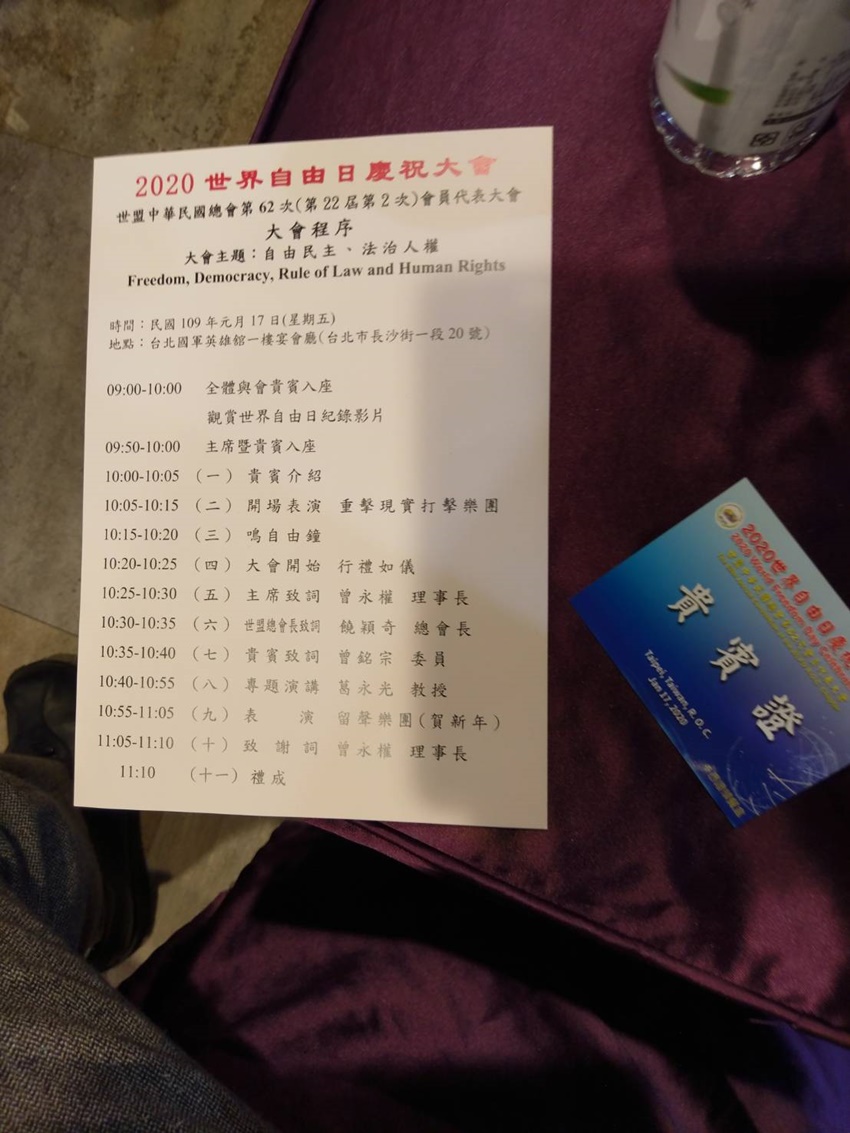 2020 世界自由日慶祝大會
世盟中華民國總會第 62 次(第 22 屆第 2 次)會員代表大會
大會程序
大會主題：自由民主、法治人權
Freedom, Democracy, Rule of Law and Human Rights
時間：民國 109 年元月 17 日(星期五)
地點：台北國軍英雄館一樓宴會廳(台北市長沙街一段 20 號)
09:00-10:00 全體與會貴賓入座
觀賞世界自由日紀錄影片
09:50-10:00 主席暨貴賓入座
10:00-10:05 (一) 貴賓介紹
10:05-10:15 (二) 開場表演 重擊現實打擊樂團
10:15-10:20 (三) 鳴自由鐘
10:20-10:25 (四) 大會開始 行禮如儀
10:25-10:30 (五) 主席致詞 曾永權 理事長
10:30-10:35 (六) 世盟總會長致詞 饒穎奇 總會長
10:35-10:40 (七) 貴賓致詞 曾銘宗 委員
10:40-10:55 (八) 專題演講 葛永光 教授
10:55-11:05 (九) 表 演 留聲樂團(賀新年)
11:05-11:10 (十) 致 謝 詞 曾永權 理事長
11:10 (十一) 禮成
2020世界自由日慶祝
2020 World Freedom Day
貴賓證
Taipei, Taiwan, R.O.C.
Jan 17, 2020